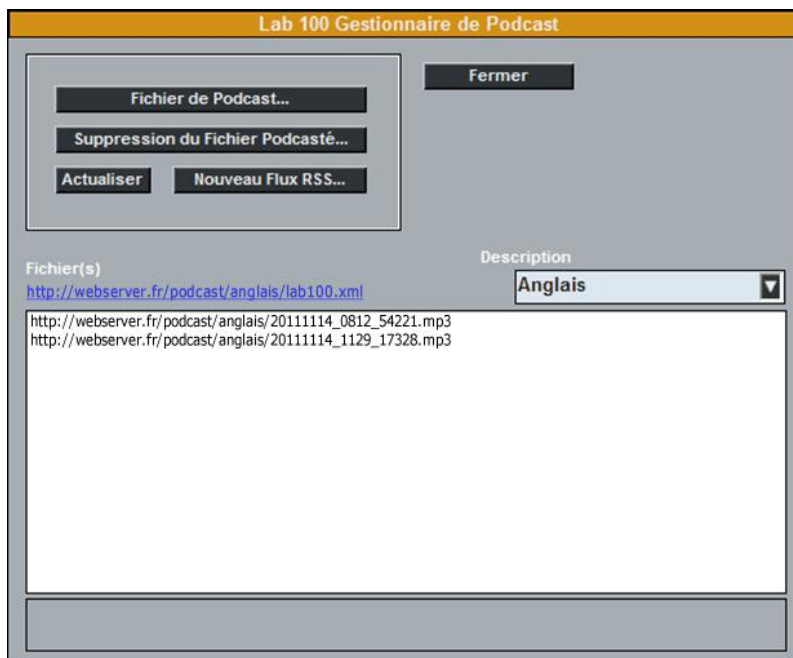 Lab 100 Gestionnaire de Podcast
Fichier de Podcast...
Fermer
Suppression du Fichier Podcasté...
Actualiser
Nouveau Flux RSS...
Fichier(s)
Description
http://webserver.fr/podcast/anglais/lab100.xml
Anglais
http://webserver.fr/podcast/anglais/20111114_0812_54221.mp3
http://webserver.fr/podcast/anglais/20111114_1129_17328.mp3